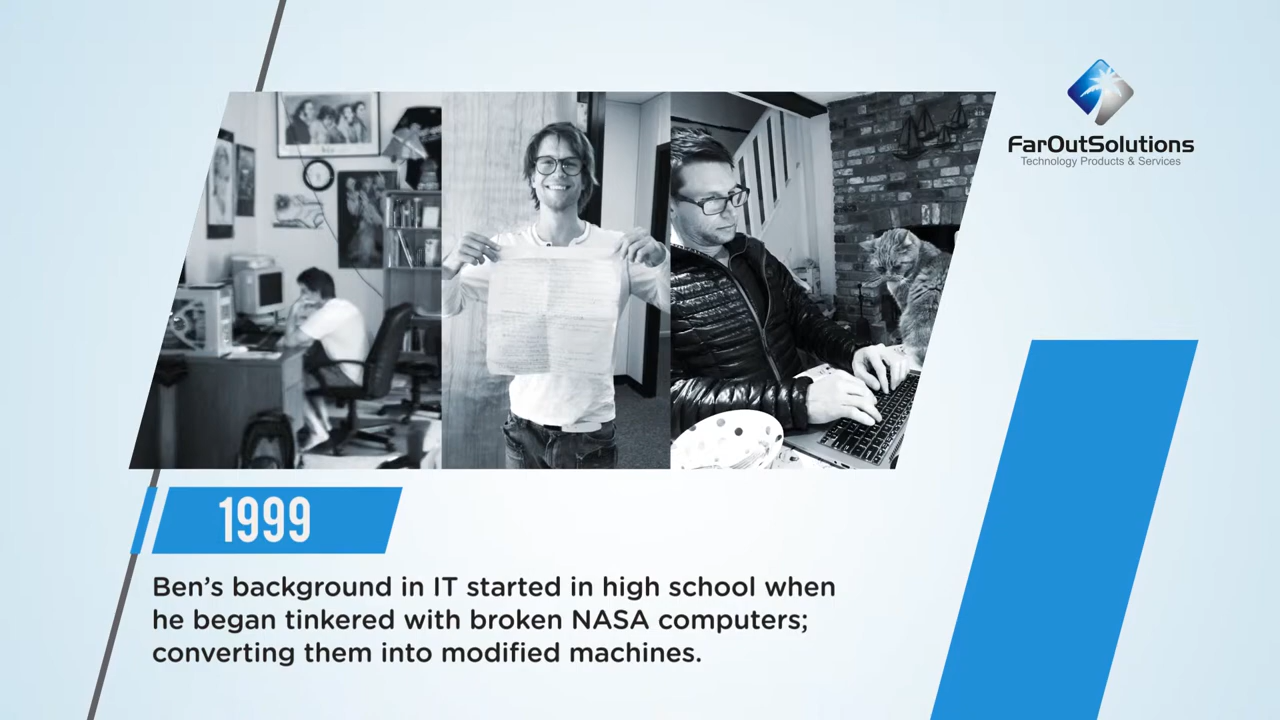 FarOutSolutions
Technology Products & Services
1999
Ben's background in IT started in high school when
he began tinkered with broken NASA computers;
converting them into modified machines.